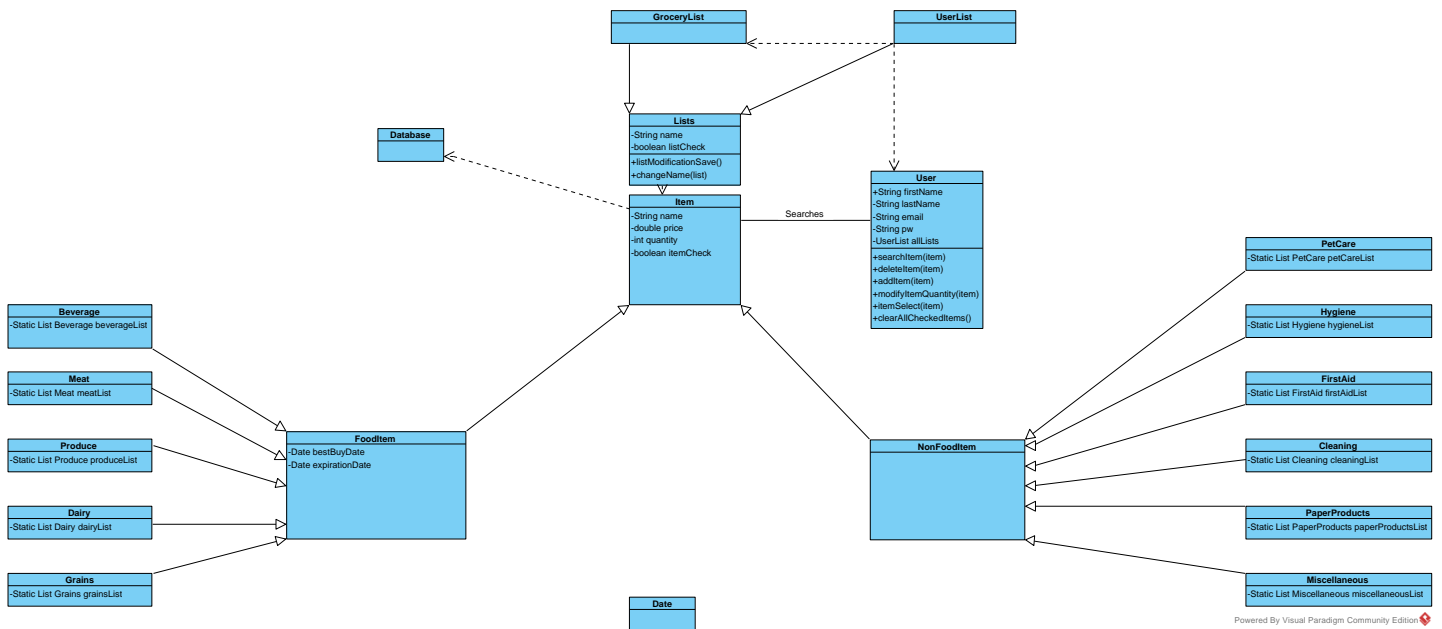 GroceryList
UserList
Lists
-String name
-boolean listCheck
+listModificationSave()
+changeName(list)
Database
Item
-String name
-double price
-int quantity
-boolean itemCheck
Searches
User
+String firstName
-String lastName
-String email
-String pw
-UserList allLists
+searchItem(item)
+deleteItem(item)
+addItem(item)
+modifyItemQuantity(item)
+itemSelect(item)
+clearAllCheckedItems()
Beverage
-Static List Beverage beverageList
Meat
-Static List Meat meatList
Produce
-Static List Produce produceList
Dairy
-Static List Dairy dairyList
Grains
-Static List Grains grainsList
FoodItem
-Date bestBuyDate
-Date expirationDate
NonFoodItem
PetCare
-Static List PetCare petCareList
Hygiene
-Static List Hygiene hygieneList
FirstAid
-Static List FirstAid firstAidList
Cleaning
-Static List Cleaning cleaningList
PaperProducts
-Static List PaperProducts paperProductsList
Miscellaneous
-Static List Miscellaneous miscellaneousList
Date
Powered By Visual Paradigm Community Edition